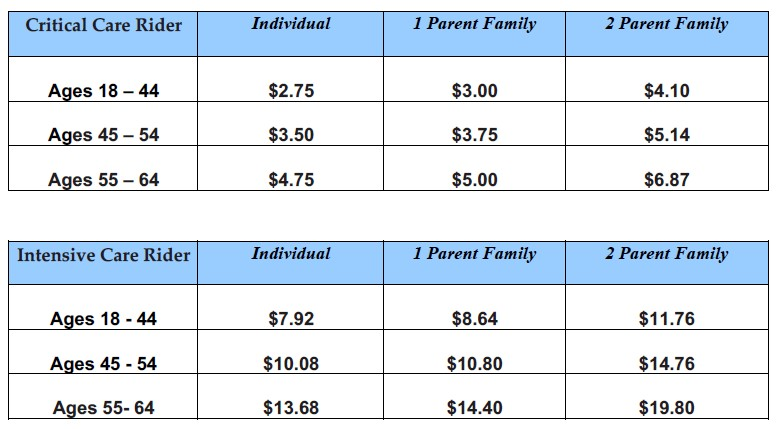 Critical Care Rider Individual 1 Parent Family 2 Parent Family
Ages 18 – 44 $2.75 $3.00 $4.10
Ages 45 – 54 $3.50 $3.75 $5.14
Ages 55 – 64 $4.75 $5.00 $6.87
Intensive Care Rider Individual 1 Parent Family 2 Parent Family
Ages 18 - 44 $7.92 $8.64 $11.76
Ages 45 - 54 $10.08 $10.80 $14.76
Ages 55- 64 $13.68 $14.40 $19.80